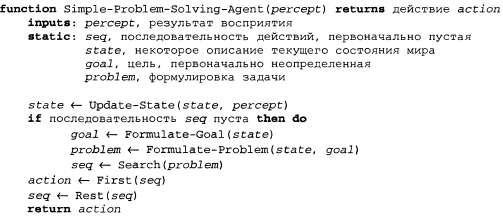 function Simple-Problem-Solving-Agent(percept) returns действие action
inputs: percept, результат восприятия
static: seq, последовательность действий, первоначально пустая
state, некоторое описание текущего состояния мира
goal, цель, первоначально неопределенная
problem, формулировка задачи
state ← Update-State(state, percept)
if последовательность seq пуста then do
goal ← Formulate-Goal(state)
problem ← Formulate-Problem(state, goal)
seq ← Search(problem)
action ← First(seq)
seq ← Rest(seq)
return action